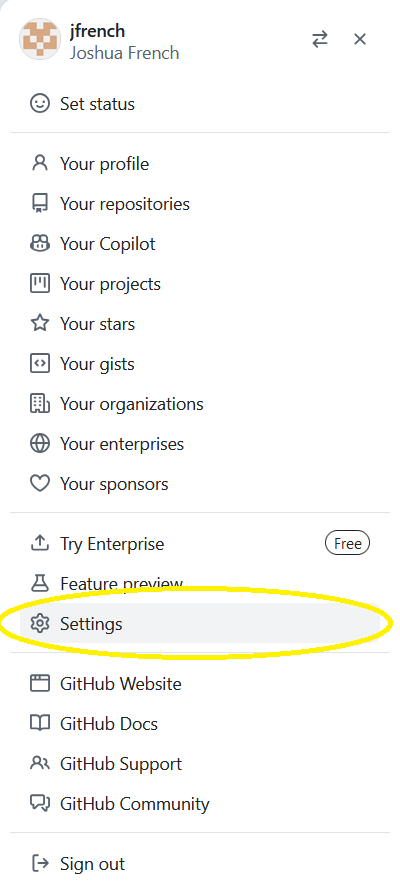 jfrench
Joshua French
Set status
Your profile
Your repositories
Your Copilot
Your projects
Your stars
Your gists
Your organizations
Your enterprises
Your sponsors
Try Enterprise Free
Feature preview
Settings
GitHub Website
GitHub Docs
GitHub Support
GitHub Community
Sign out